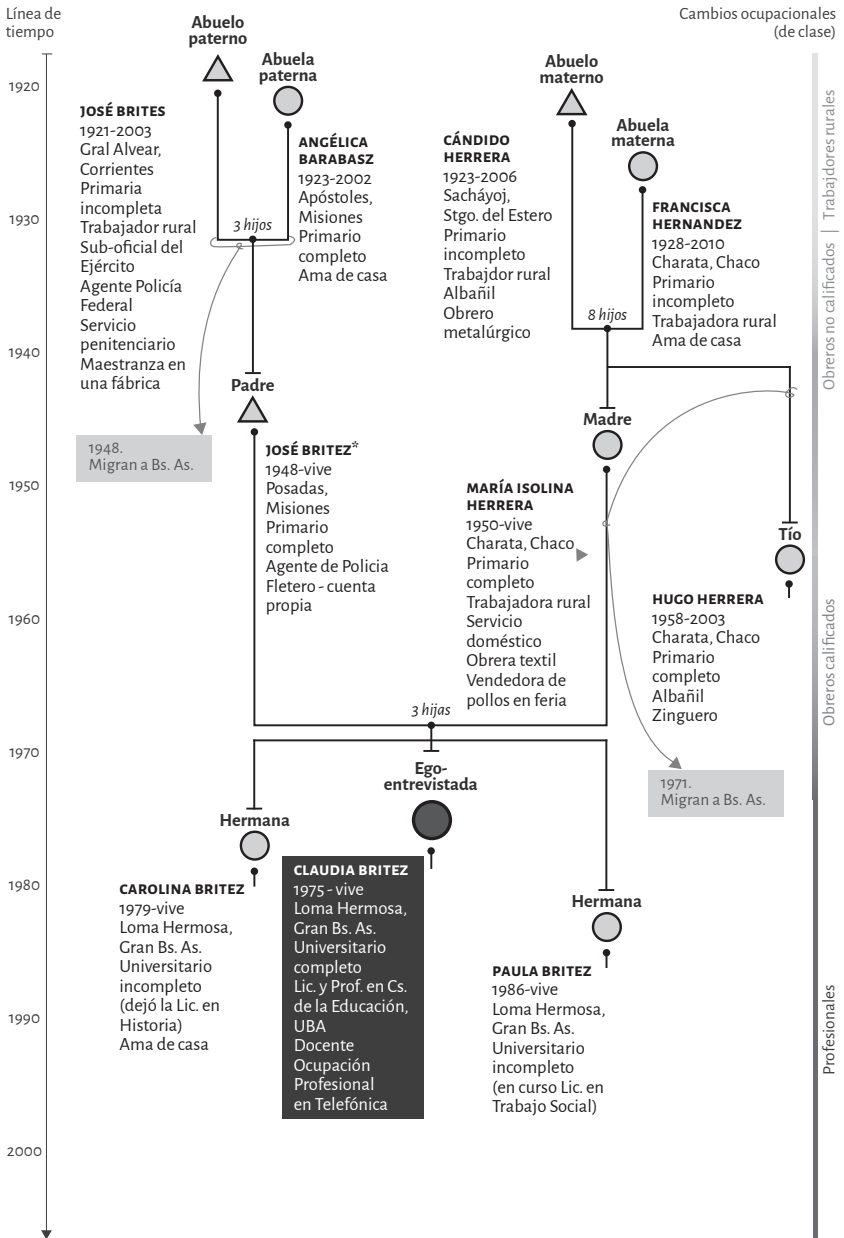 Línea de
tiempo
Cambios ocupacionales
(de clase)
Abuelo
paterno
Abuela
paterna
Abuelo
materno
Abuela
materna
1920
1930
1940
1950
1960
1970
1980
1990
2000
JOSÉ BRITES
1921-2003
Gral Alvear,
Corrientes
Primaria
incompleta
Trabajador rural
Sub-oficial del
Ejército
Agente Policía
Federal
Servicio
penitenciario
Maestranza en
una fábrica
ANGÉLICA
BARABASZ
1923-2002
Apóstoles,
Misiones
Primario
completo
Ama de casa
3 hijos
CÁNDIDO
HERRERA
1923-2006
Sacháyoj,
Stgo. del Estero
Primario
incompleto
Trabajdor rural
Albañil
Obrero
metalúrgico
FRANCISCA
HERNANDEZ
1928-2010
Charata, Chaco
Primario
incompleto
Trabajadora rural
Ama de casa
8 hijos
1948.
Migran a Bs. As.
Padre
JOSÉ BRITEZ*
1948-vive
Posadas,
Misiones
Primario
completo
Agente de Policia
Fletero - cuenta
propia
Madre
MARÍA ISOLINA
HERRERA
1950-vive
Charata, Chaco
Primario
completo
Trabajadora rural
Servicio
doméstico
Obrera textil
Vendedora de
pollos en feria
Tío
HUGO HERRERA
1958-2003
Charata, Chaco
Primario
completo
Albañil
Zinguero
3 hijas
1971.
Migran a Bs. As.
Ego-
entrevistada
CLAUDIA BRITEZ
1975 - vive
Loma Hermosa,
Gran Bs. As.
Universitario
completo
Lic. y Prof. en Cs.
de la Educación,
UBA
Docente
Ocupación
Profesional
en Telefónica
Hermana
CAROLINA BRITEZ
1979-vive
Loma Hermosa,
Gran Bs. As.
Universitario
incompleto
(dejó la Lic. en
Historia)
Ama de casa
Hermana
PAULA BRITEZ
1986-vive
Loma Hermosa,
Gran Bs. As.
Universitario
incompleto
(en curso Lic. en
Trabajo Social)
Obreros no calificados | Trabajdores rurales
Obreros calificados
Profesionales